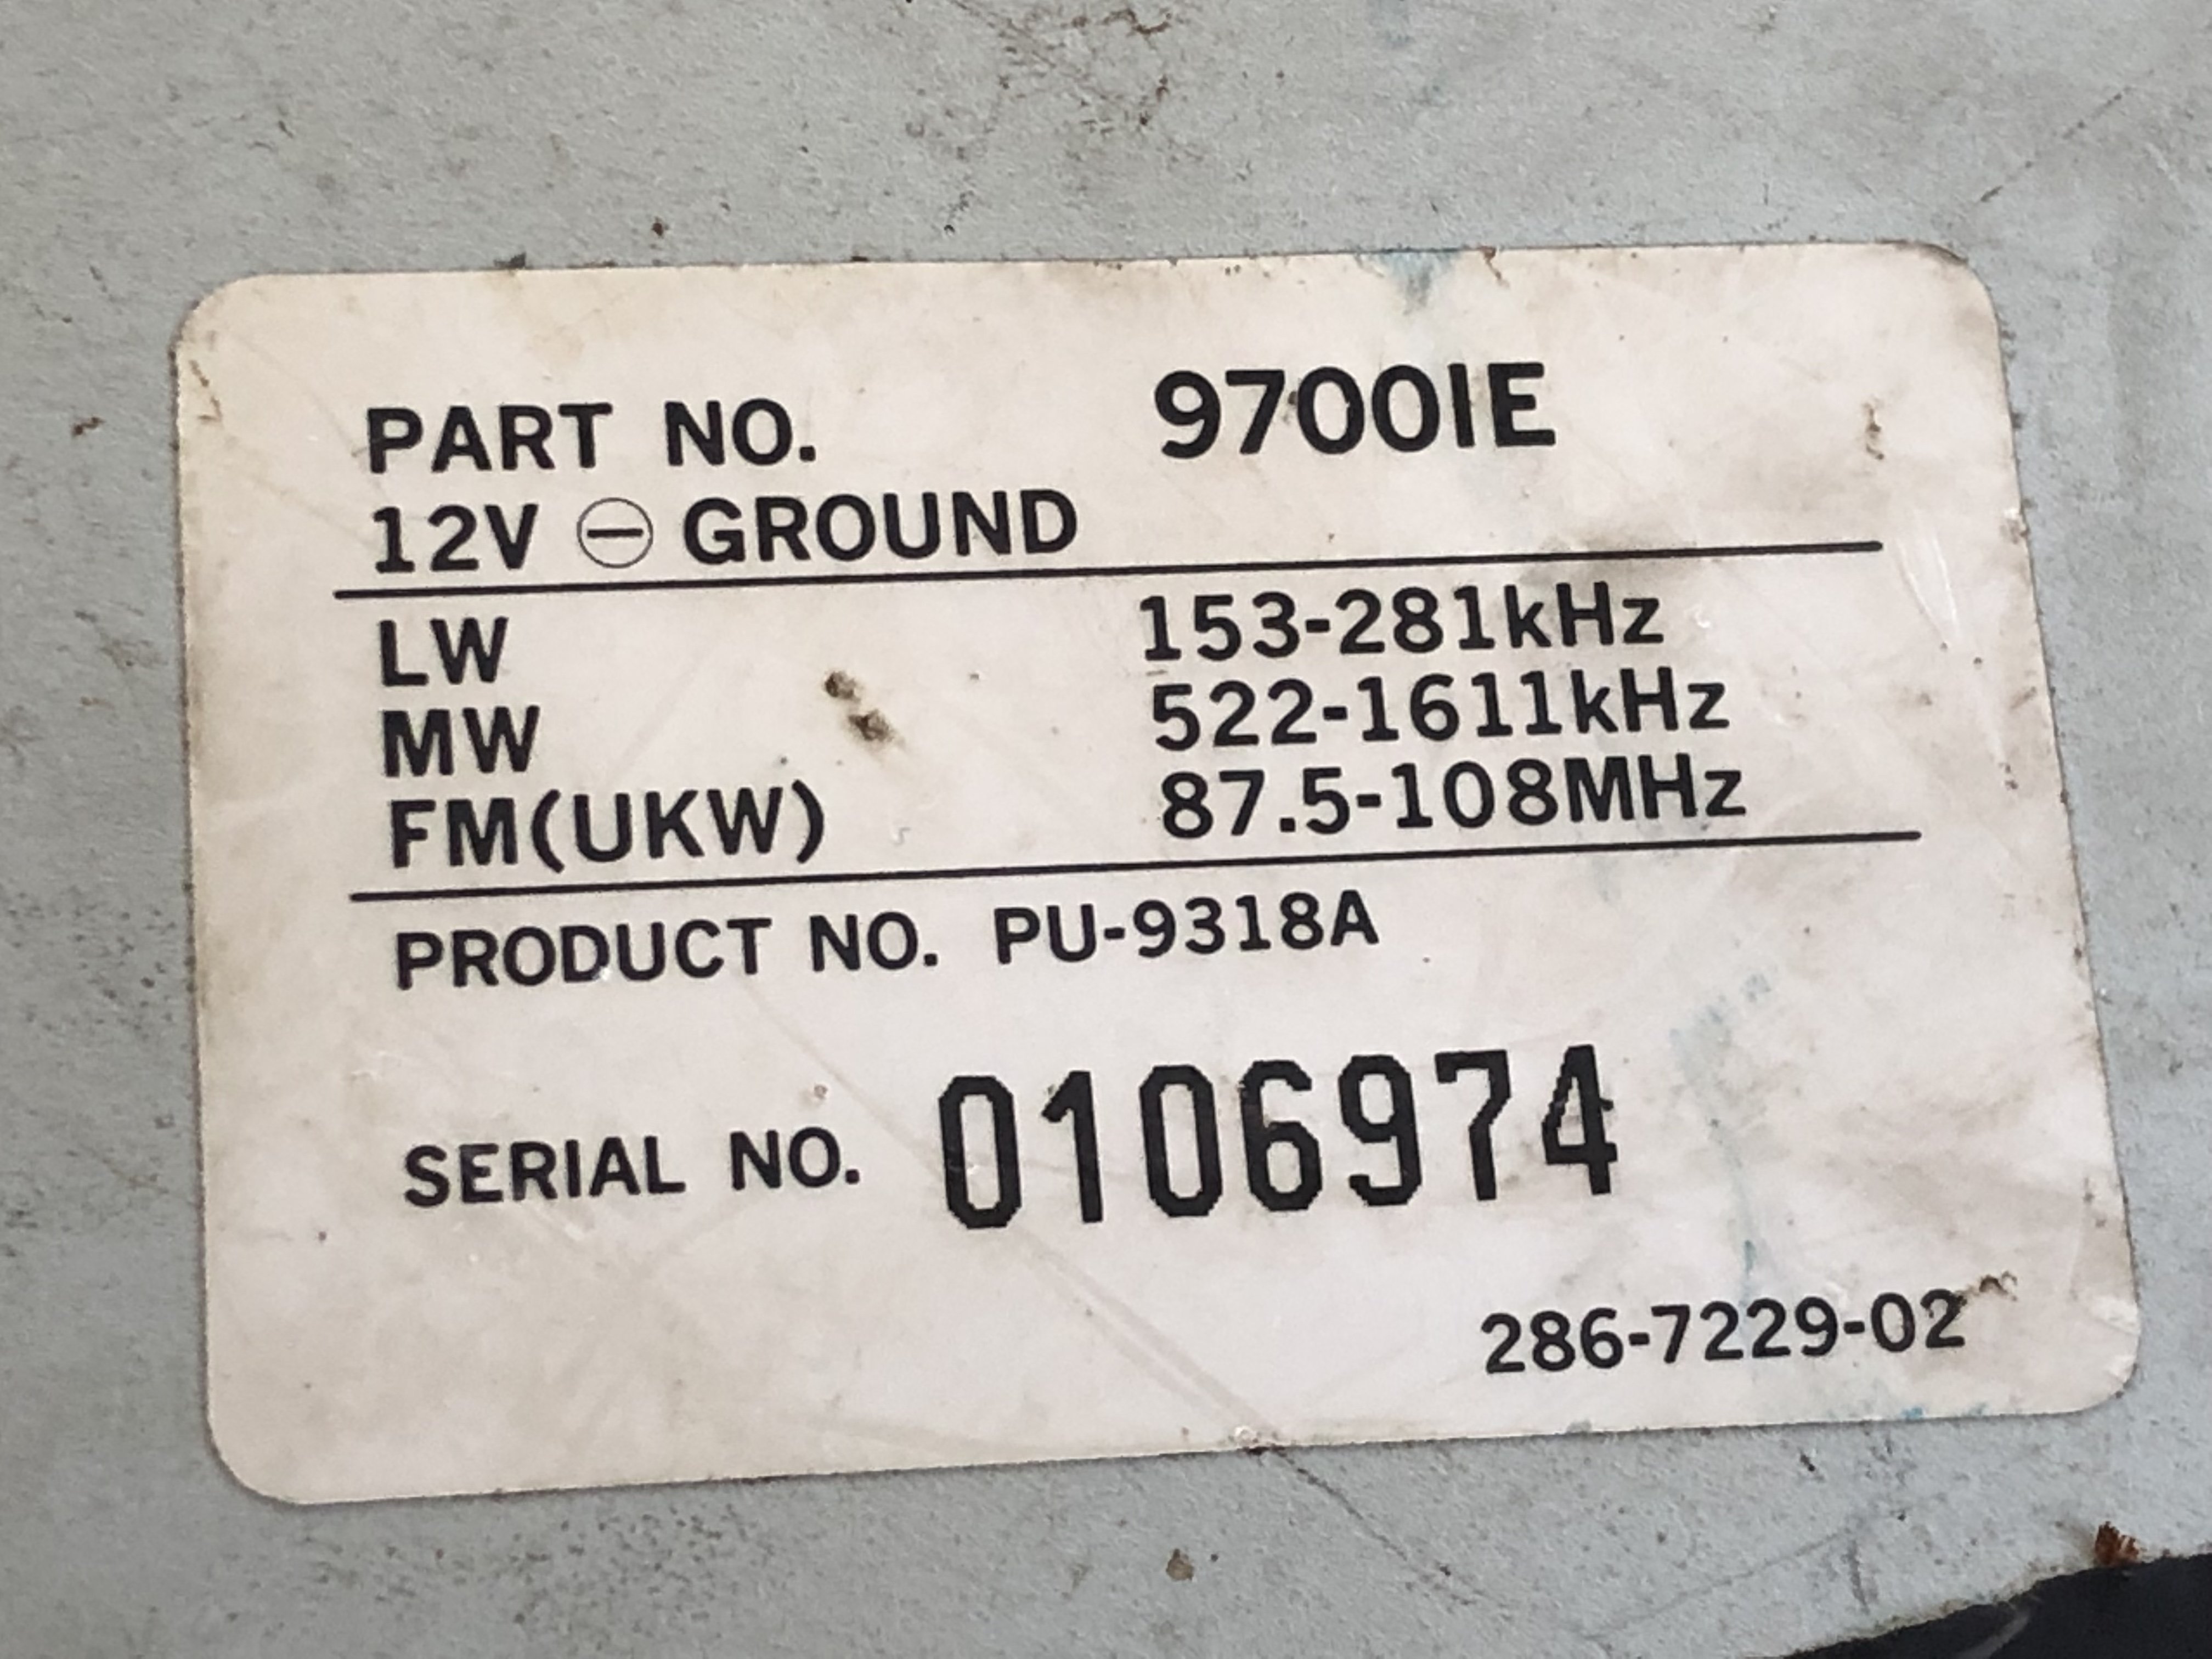 PART NO. 9700IE
12V ⊖ GROUND
LW 153-281kHz
MW 522-1611kHz
FM(UKW) 87.5-108MHz
PRODUCT NO. PU-9318A
SERIAL NO. 0106974
286-7229-02